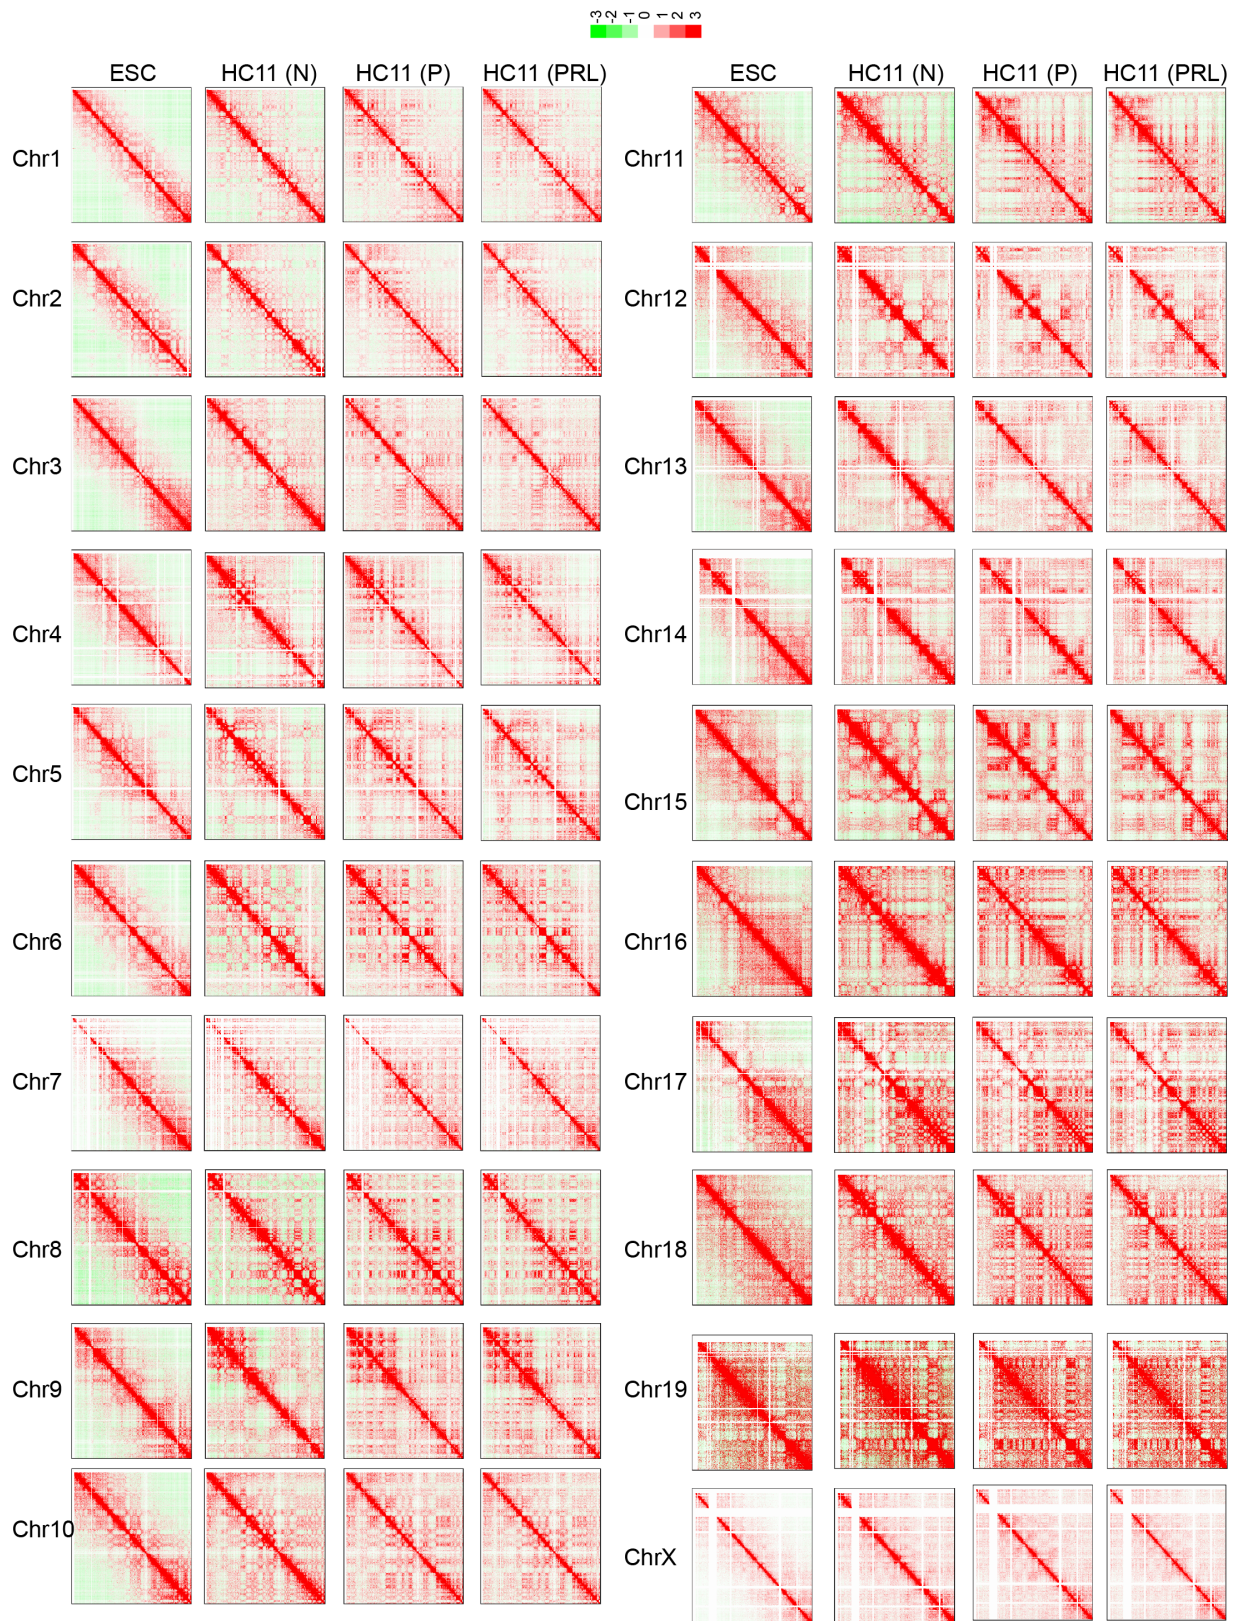 -3 -2 -1 0 1 2 3
ESC HC11 (N) HC11 (P) HC11 (PRL) ESC HC11 (N) HC11 (P) HC11 (PRL)
Chr1 Chr11
Chr2 Chr12
Chr3 Chr13
Chr4 Chr14
Chr5 Chr15
Chr6 Chr16
Chr7 Chr17
Chr8 Chr18
Chr9 Chr19
Chr10 ChrX